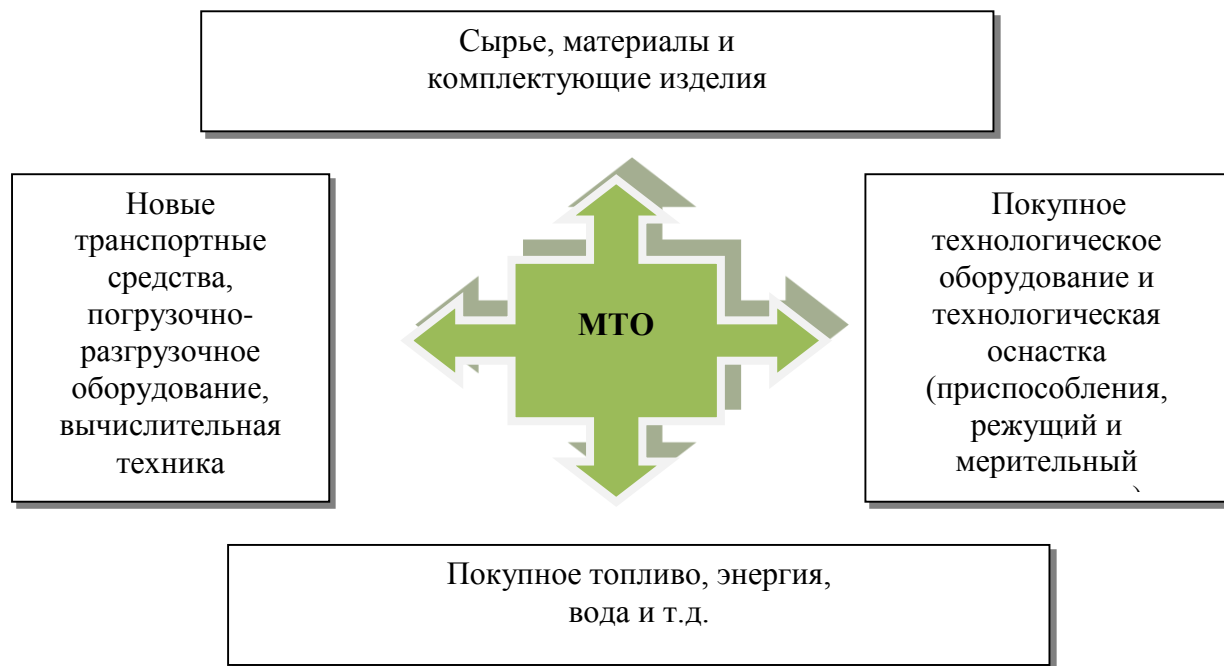 Сырье, материалы и
комплектующие изделия
Новые
транспортные
средства,
погрузочно-
разгрузочное
оборудование,
вычислительная
техника
МТО
Покупное
технологическое
оборудование и
технологическая
оснастка
(приспособления,
режущий и
мерительный
Покупное топливо, энергия,
вода и т.д.